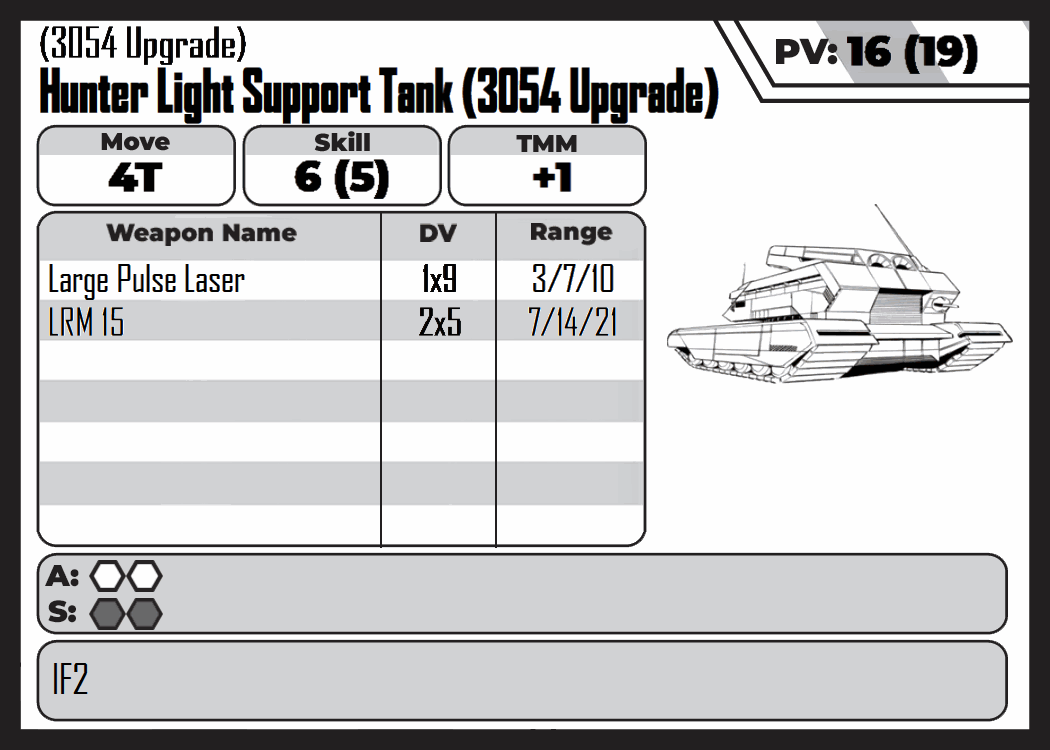 (3054 Upgrade)
Hunter Light Support Tank (3054 Upgrade)
PV: 16 (19)
Move Skill TMM
4T 6 (5) +1
Weapon Name DV Range
Large Pulse Laser 1x9 3/7/10
LRM 15 2x5 7/14/21
A:
S:
IF2